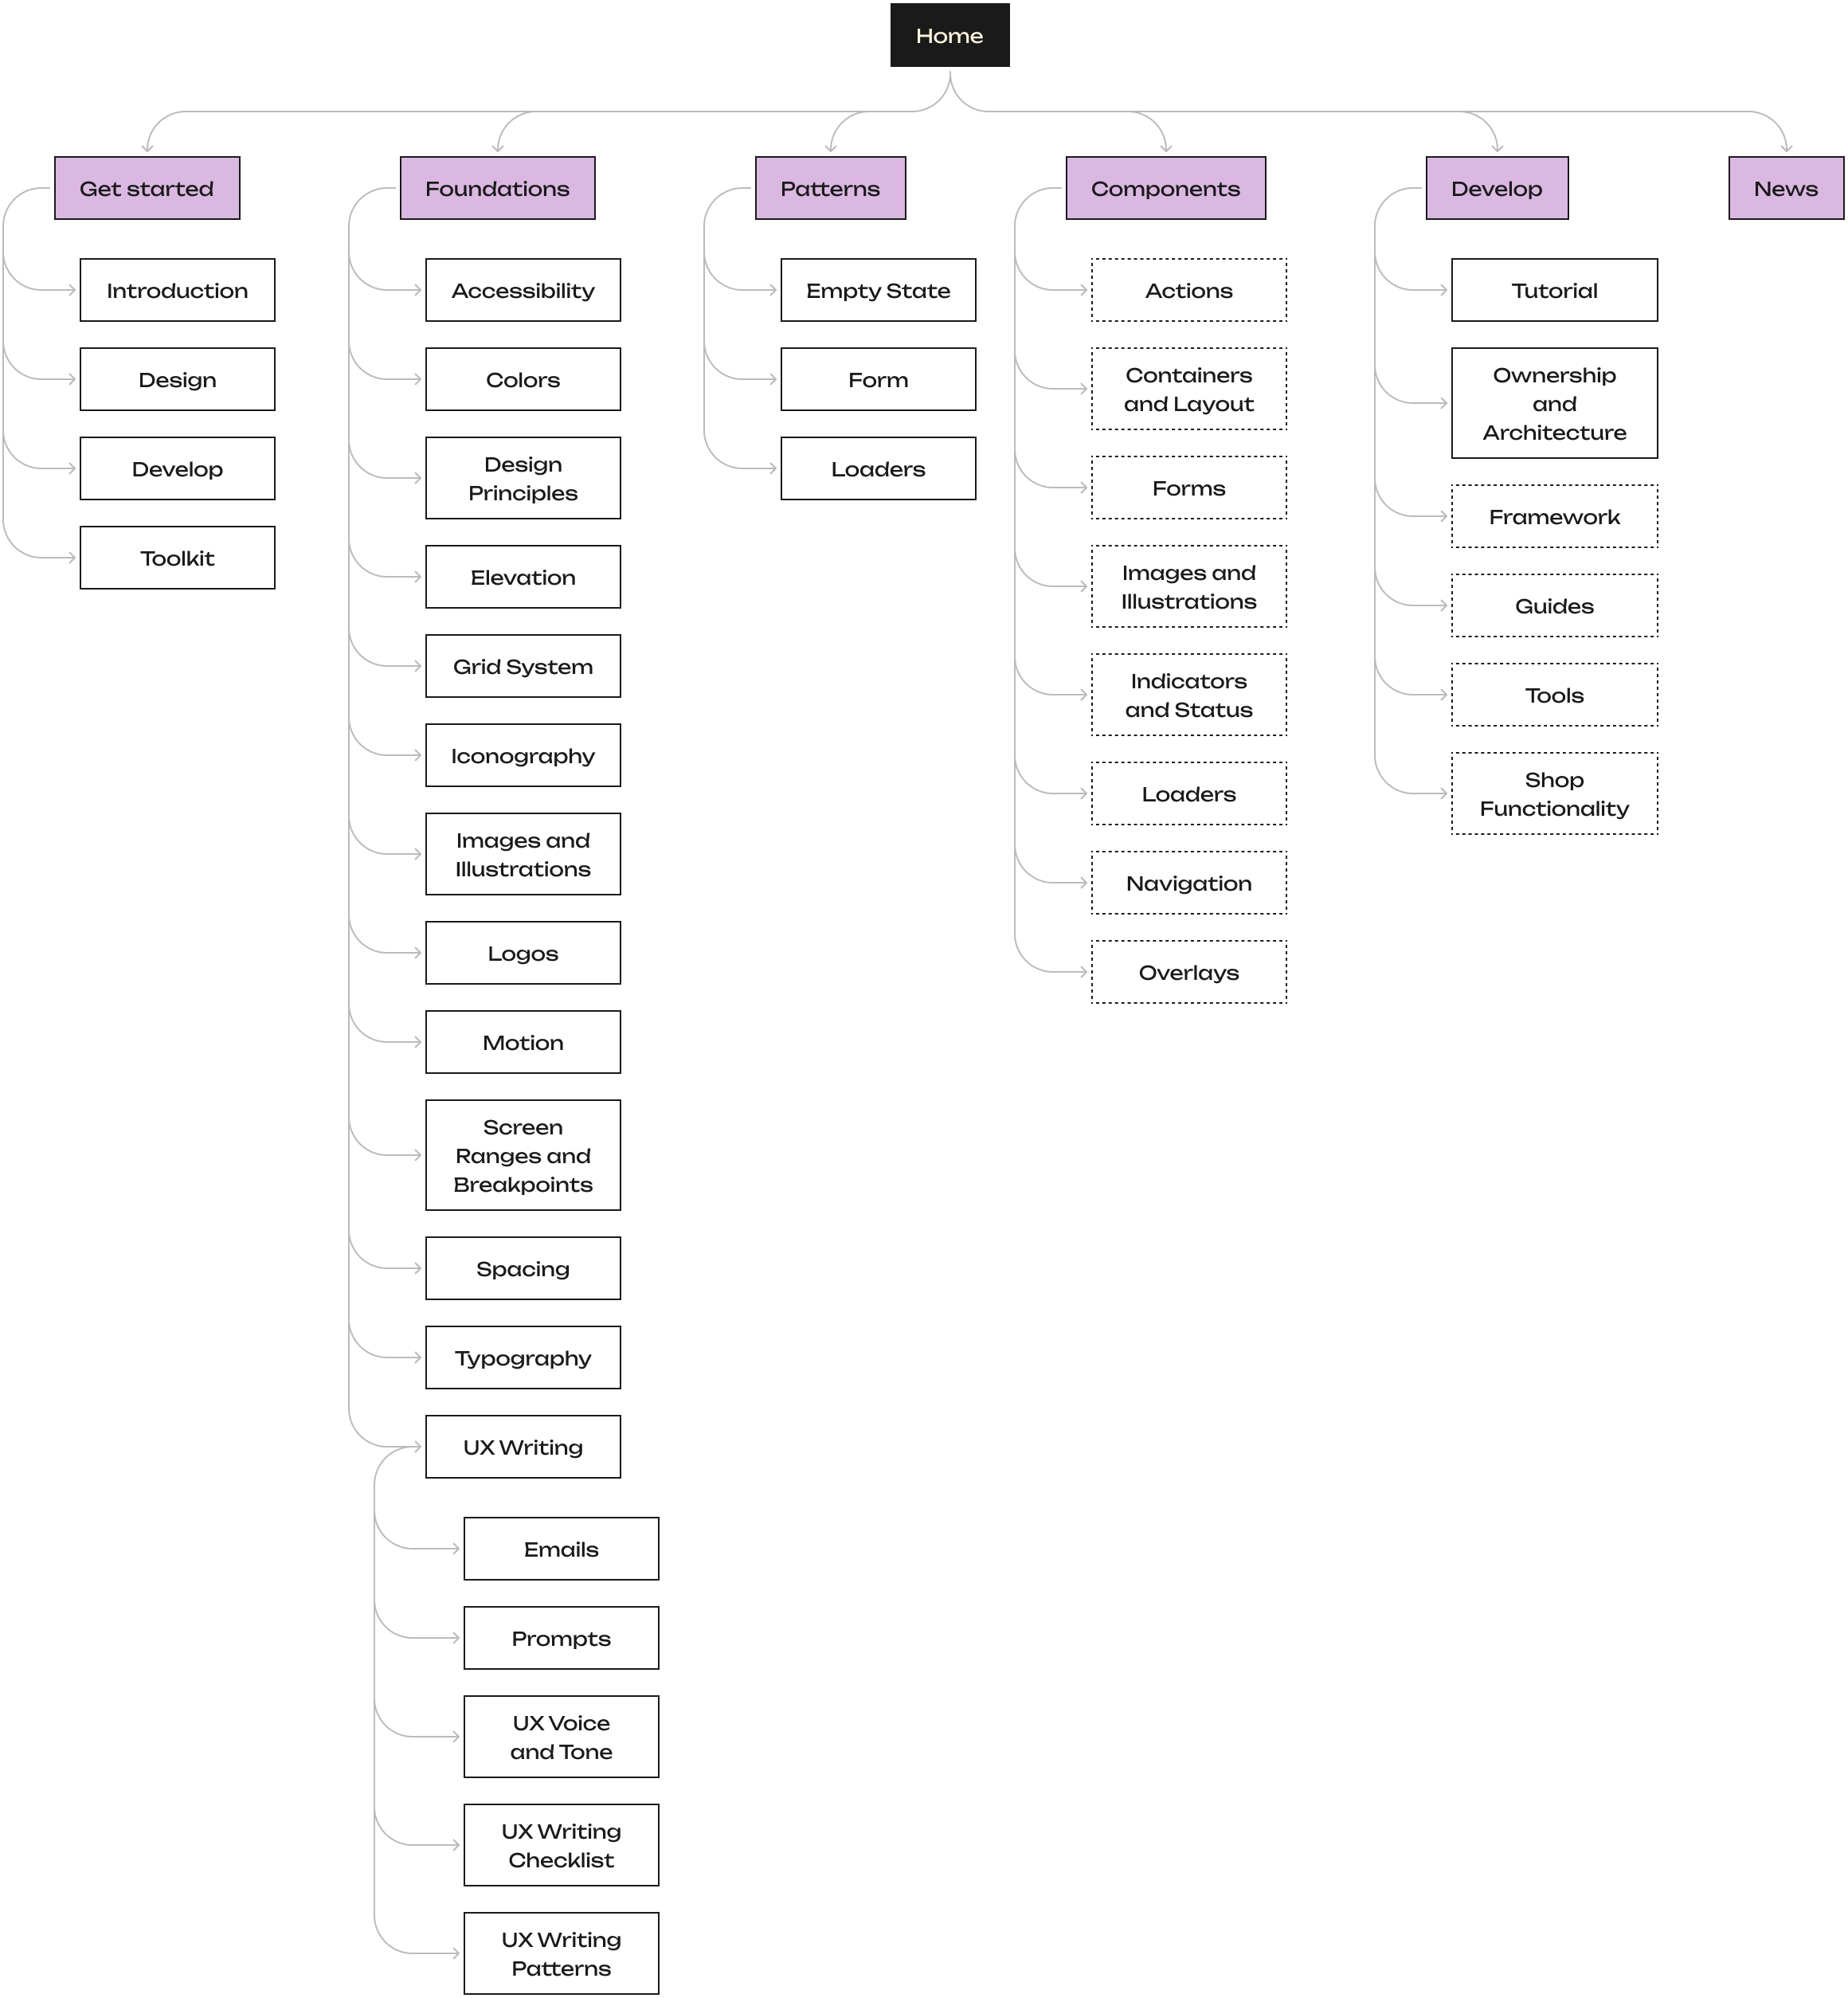 Home
Get started
Foundations
Patterns
Components
Develop
News
Introduction
Design
Develop
Toolkit
Accessibility
Colors
Design
Principles
Elevation
Grid System
Iconography
Images and
Illustrations
Logos
Motion
Screen
Ranges and
Breakpoints
Spacing
Typography
UX Writing
Emails
Prompts
UX Voice
and Tone
UX Writing
Checklist
UX Writing
Patterns
Empty State
Form
Loaders
Actions
Containers
and Layout
Forms
Images and
Illustrations
Indicators
and Status
Loaders
Navigation
Overlays
Tutorial
Ownership
and
Architecture
Framework
Guides
Tools
Shop
Functionality